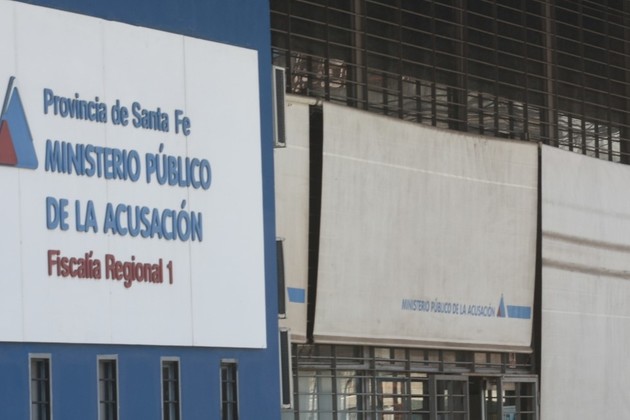 Provincia de Santa Fe
MINISTERIO PÚBLICO
DE LA ACUSACIÓN
Fiscalía Regional 1
MINISTERIO PÚBLICO DE LA ACUSACIÓN